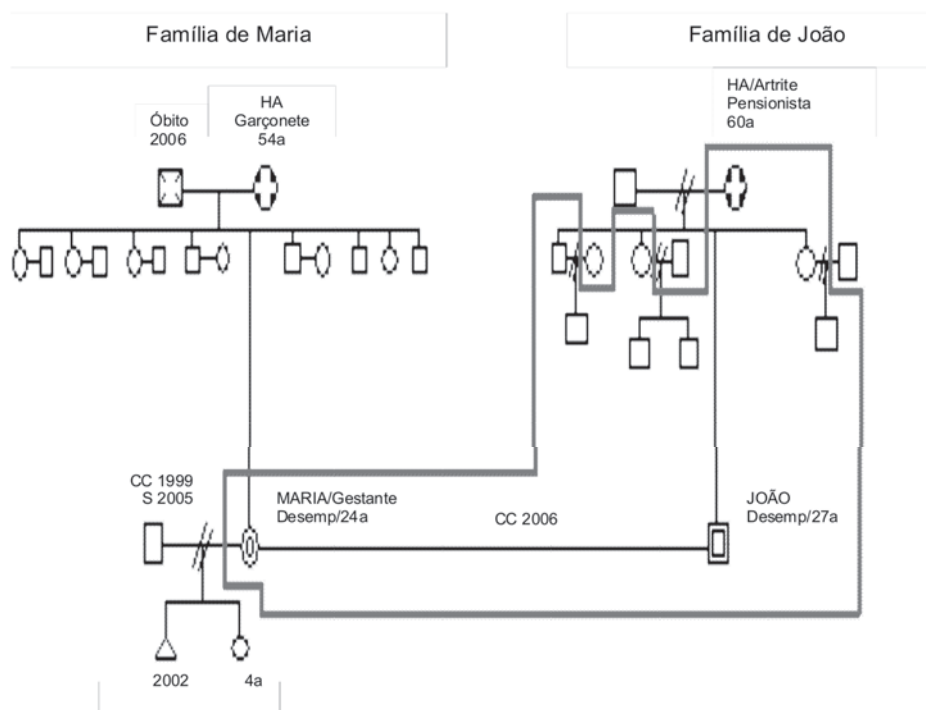 Família de Maria
Família de João
Óbito
2006
HA
Garçonete
54a
HA/Artrite
Pensionista
60a
CC 1999
S 2005
MARIA/Gestante
Desemp/24a
CC 2006
JOÃO
Desemp/27a
2002
4a